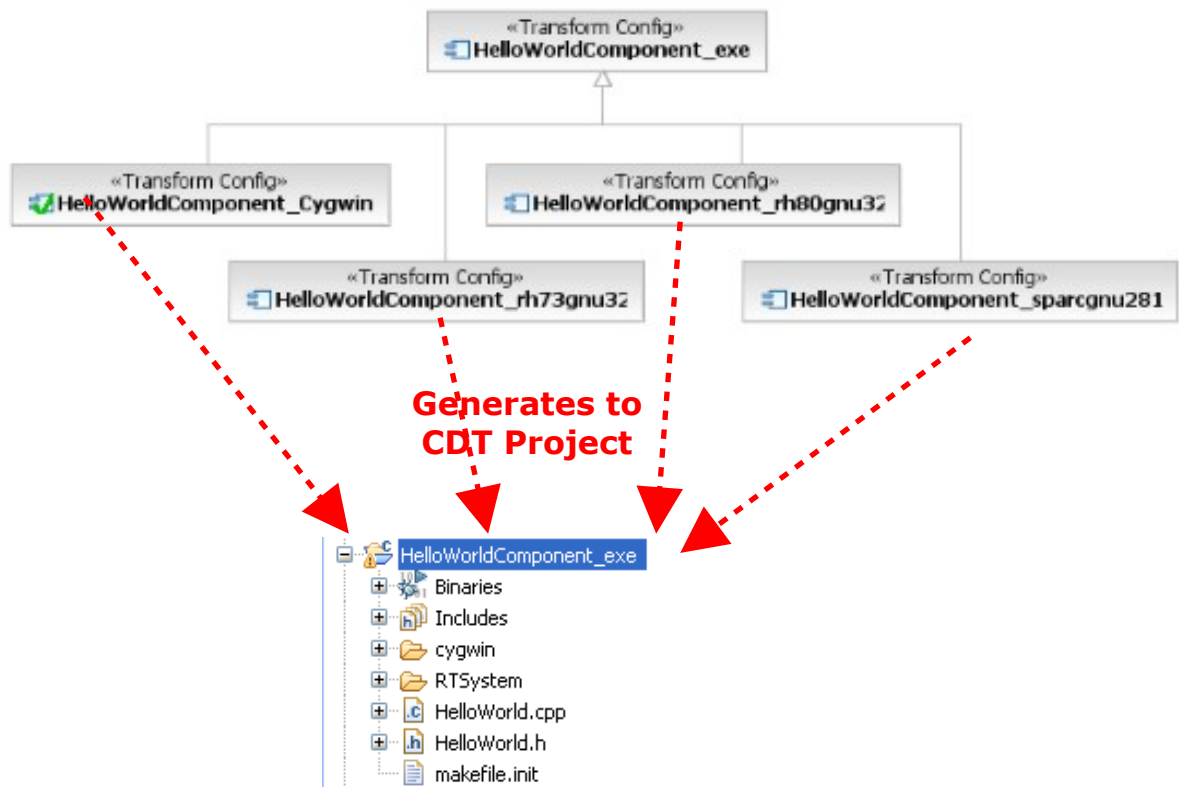 «Transform Config»
HelloWorldComponent_exe
«Transform Config»
HelloWorldComponent_Cygwin
«Transform Config»
HelloWorldComponent_rh80gnu32
«Transform Config»
HelloWorldComponent_rh73gnu32
«Transform Config»
HelloWorldComponent_sparcgnu281
Generates to
CDT Project
HelloWorldComponent_exe
Binaries
Includes
cygwin
RTSystem
HelloWorld.cpp
HelloWorld.h
makefile.init